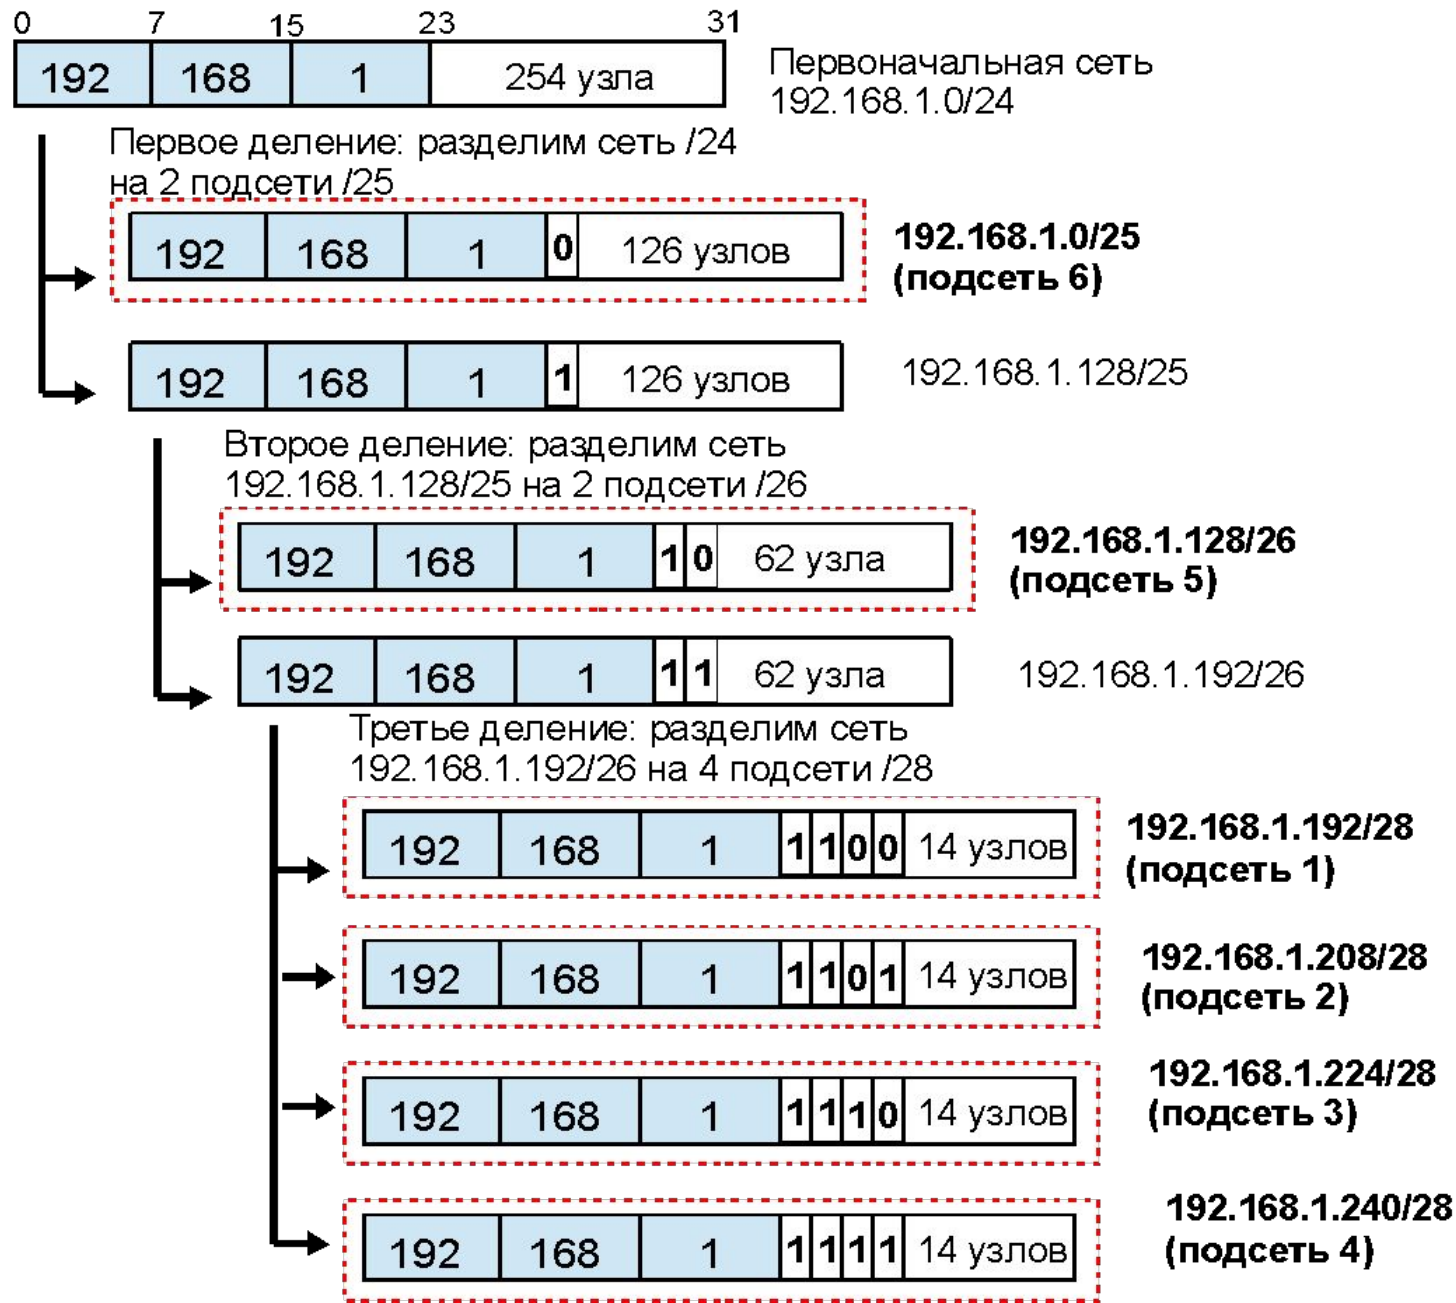 0 7 15 23 31
192 168 1 254 узла
Первоначальная сеть
192.168.1.0/24
Первое деление: разделим сеть /24
на 2 подсети /25
192 168 1 0 126 узлов
192.168.1.0/25
(подсеть 6)
192 168 1 1 126 узлов
192.168.1.128/25
Второе деление: разделим сеть
192.168.1.128/25 на 2 подсети /26
192 168 1 1 0 62 узла
192.168.1.128/26
(подсеть 5)
192 168 1 1 1 62 узла
192.168.1.192/26
Третье деление: разделим сеть
192.168.1.192/26 на 4 подсети /28
192 168 1 1 1 0 0 14 узлов
192.168.1.192/28
(подсеть 1)
192 168 1 1 1 0 1 14 узлов
192.168.1.208/28
(подсеть 2)
192 168 1 1 1 1 0 14 узлов
192.168.1.224/28
(подсеть 3)
192 168 1 1 1 1 1 14 узлов
192.168.1.240/28
(подсеть 4)